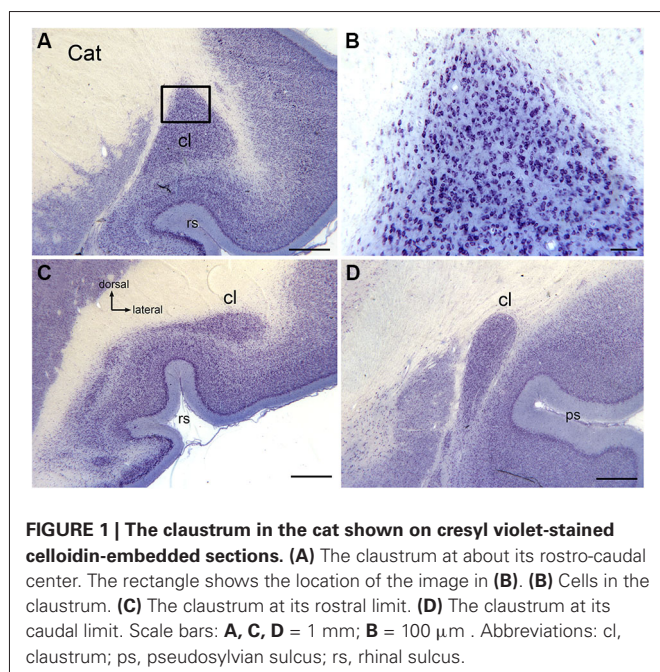 A
Cat
cl
rs
B
C
dorsal
lateral
cl
rs
D
cl
ps
FIGURE 1 | The claustrum in the cat shown on cresyl violet-stained
celloidin-embedded sections. (A) The claustrum at about its rostro-caudal
center. The rectangle shows the location of the image in (B). (B) Cells in the
claustrum. (C) The claustrum at its rostral limit. (D) The claustrum at its
caudal limit. Scale bars: A, C, D = 1 mm; B = 100 μm . Abbreviations: cl,
claustrum; ps, pseudosylvian sulcus; rs, rhinal sulcus.